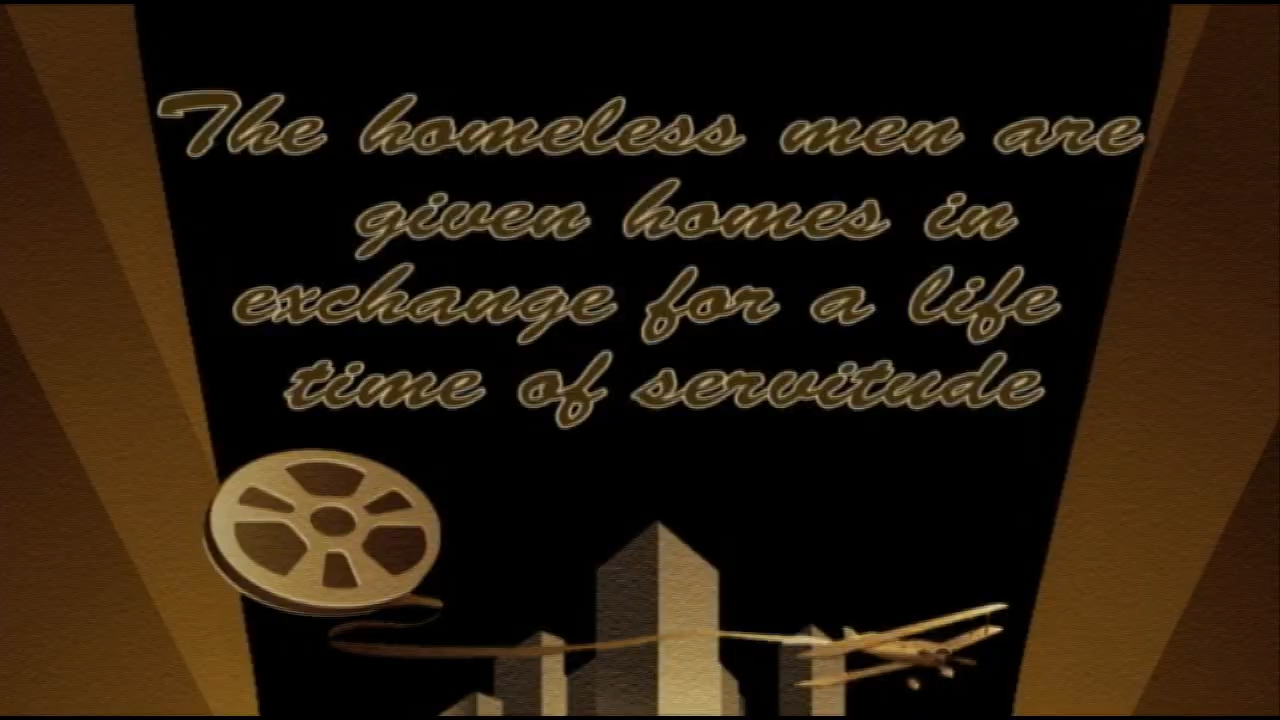 The homeless men are
given homes in
exchange for a life
time of servitude